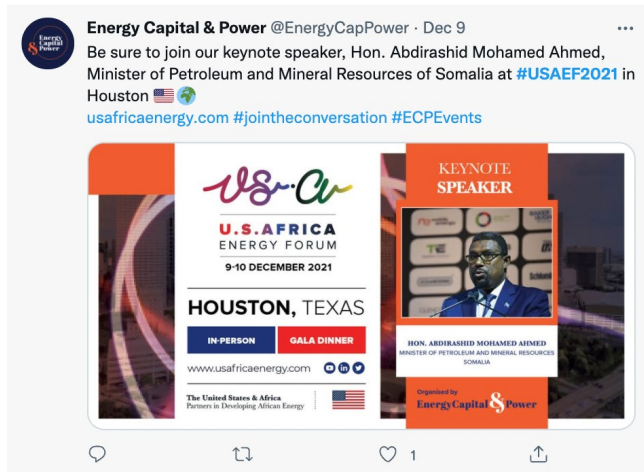 Energy Capital & Power @EnergyCapPower · Dec 9
Be sure to join our keynote speaker, Hon. Abdirashid Mohamed Ahmed,
Minister of Petroleum and Mineral Resources of Somalia at #USAEF2021 in
Houston 🇺🇸🌍
usafricaenergy.com #jointheconversation #ECPEvents
Energy
Capital
& Power
U.S.AFRICA
ENERGY FORUM
9-10 DECEMBER 2021
HOUSTON, TEXAS
IN-PERSON
GALA DINNER
www.usafricaenergy.com
The United States & Africa
Partners in Developing African Energy
KEYNOTE
SPEAKER
HON. ABDIRASHID MOHAMED AHMED
MINISTER OF PETROLEUM AND MINERAL RESOURCES
SOMALIA
Organised by
EnergyCapital & Power
1